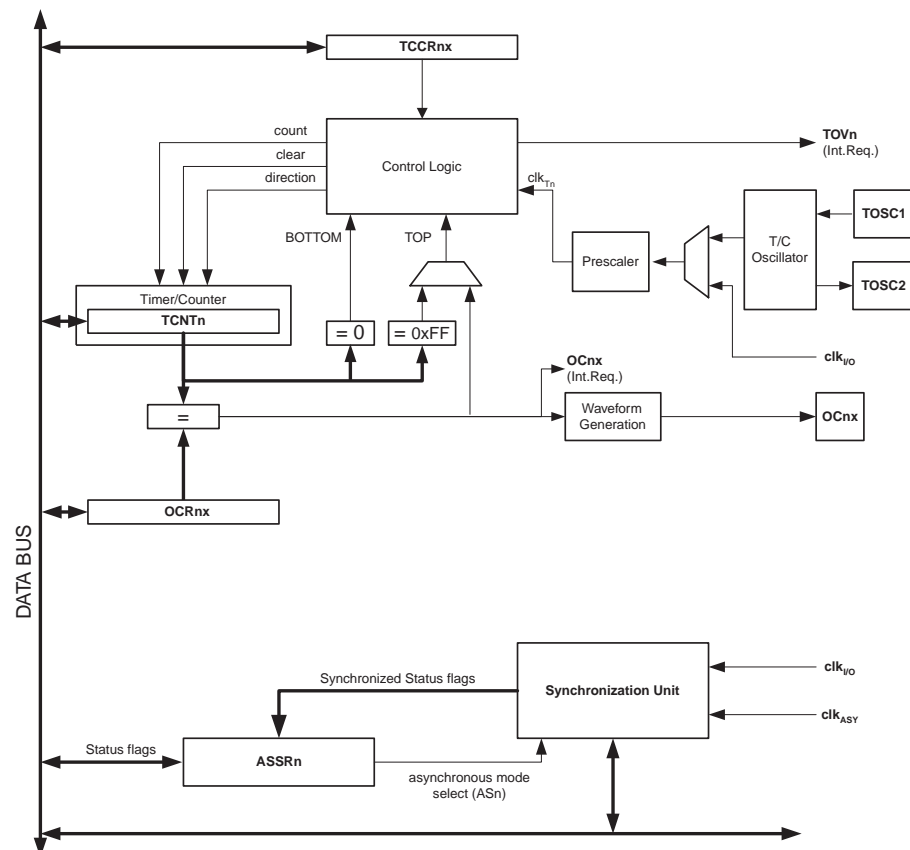 TCCRnx
count
clear
direction
Control Logic
TOVn
(Int.Req.)
clkTn
BOTTOM
TOP
TOSC1
T/C
Oscillator
Prescaler
TOSC2
Timer/Counter
TCNTn
= 0
= 0xFF
clkI/O
OCnx
(Int.Req.)
=
Waveform
Generation
OCnx
OCRnx
DATA BUS
Synchronized Status flags
Synchronization Unit
clkI/O
clkASY
Status flags
ASSRn
asynchronous mode
select (ASn)